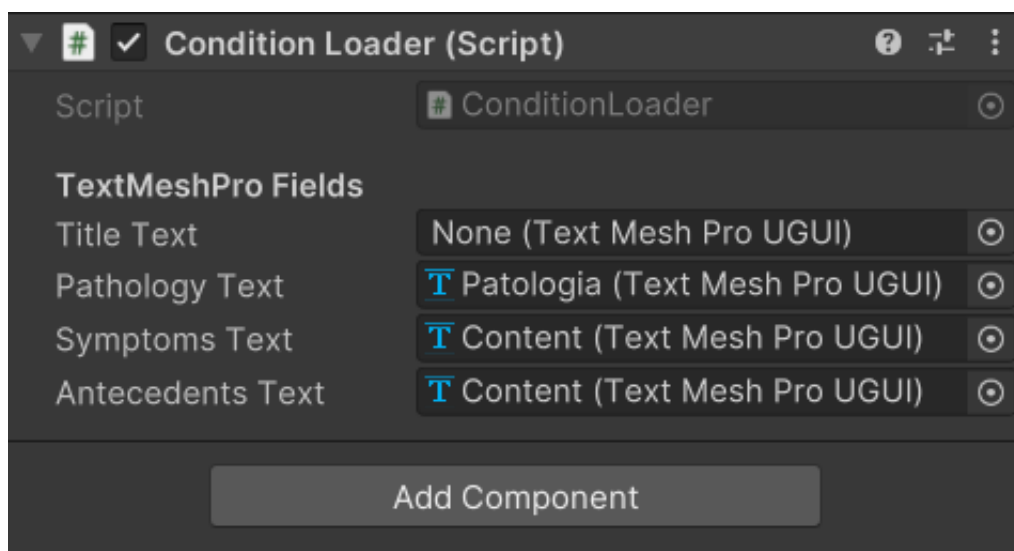 Condition Loader (Script)
Script # ConditionLoader
TextMeshPro Fields
Title Text None (Text Mesh Pro UGUI)
Pathology Text Patologia (Text Mesh Pro UGUI)
Symptoms Text Content (Text Mesh Pro UGUI)
Antecedents Text Content (Text Mesh Pro UGUI)
Add Component